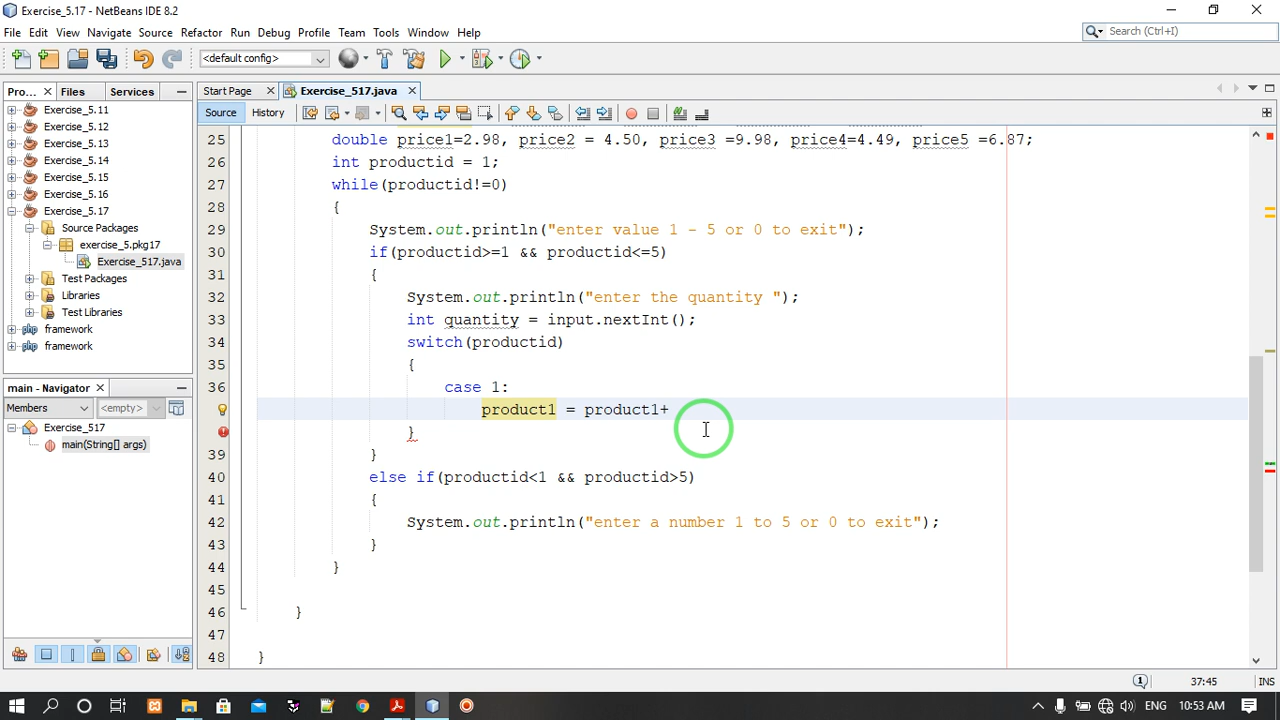 Exercise_5.17 - NetBeans IDE 8.2
File Edit View Navigate Source Refactor Run Debug Profile Team Tools Window Help
Search (Ctrl+I)
<default config>
Pro... Files Services
Start Page Exercise_517.java
Source History
Exercise_5.11
Exercise_5.12
Exercise_5.13
Exercise_5.14
Exercise_5.15
Exercise_5.16
Exercise_5.17
Source Packages
exercise_5.pkg17
Exercise_517.java
Test Packages
Libraries
Test Libraries
framework
framework
main - Navigator
Members <empty>
Exercise_517
main(String[] args)
25 double price1=2.98, price2 = 4.50, price3 =9.98, price4=4.49, price5 =6.87;
26 int productid = 1;
27 while(productid!=0)
28 {
29 System.out.println("enter value 1 - 5 or 0 to exit");
30 if(productid>=1 && productid<=5)
31 {
32 System.out.println("enter the quantity ");
33 int quantity = input.nextInt();
34 switch(productid)
35 {
36 case 1:
product1 = product1+
}
39 }
40 else if(productid<1 && productid>5)
41 {
42 System.out.println("enter a number 1 to 5 or 0 to exit");
43 }
44 }
45
46 }
47
48 }
37:45 INS
ENG 10:53 AM